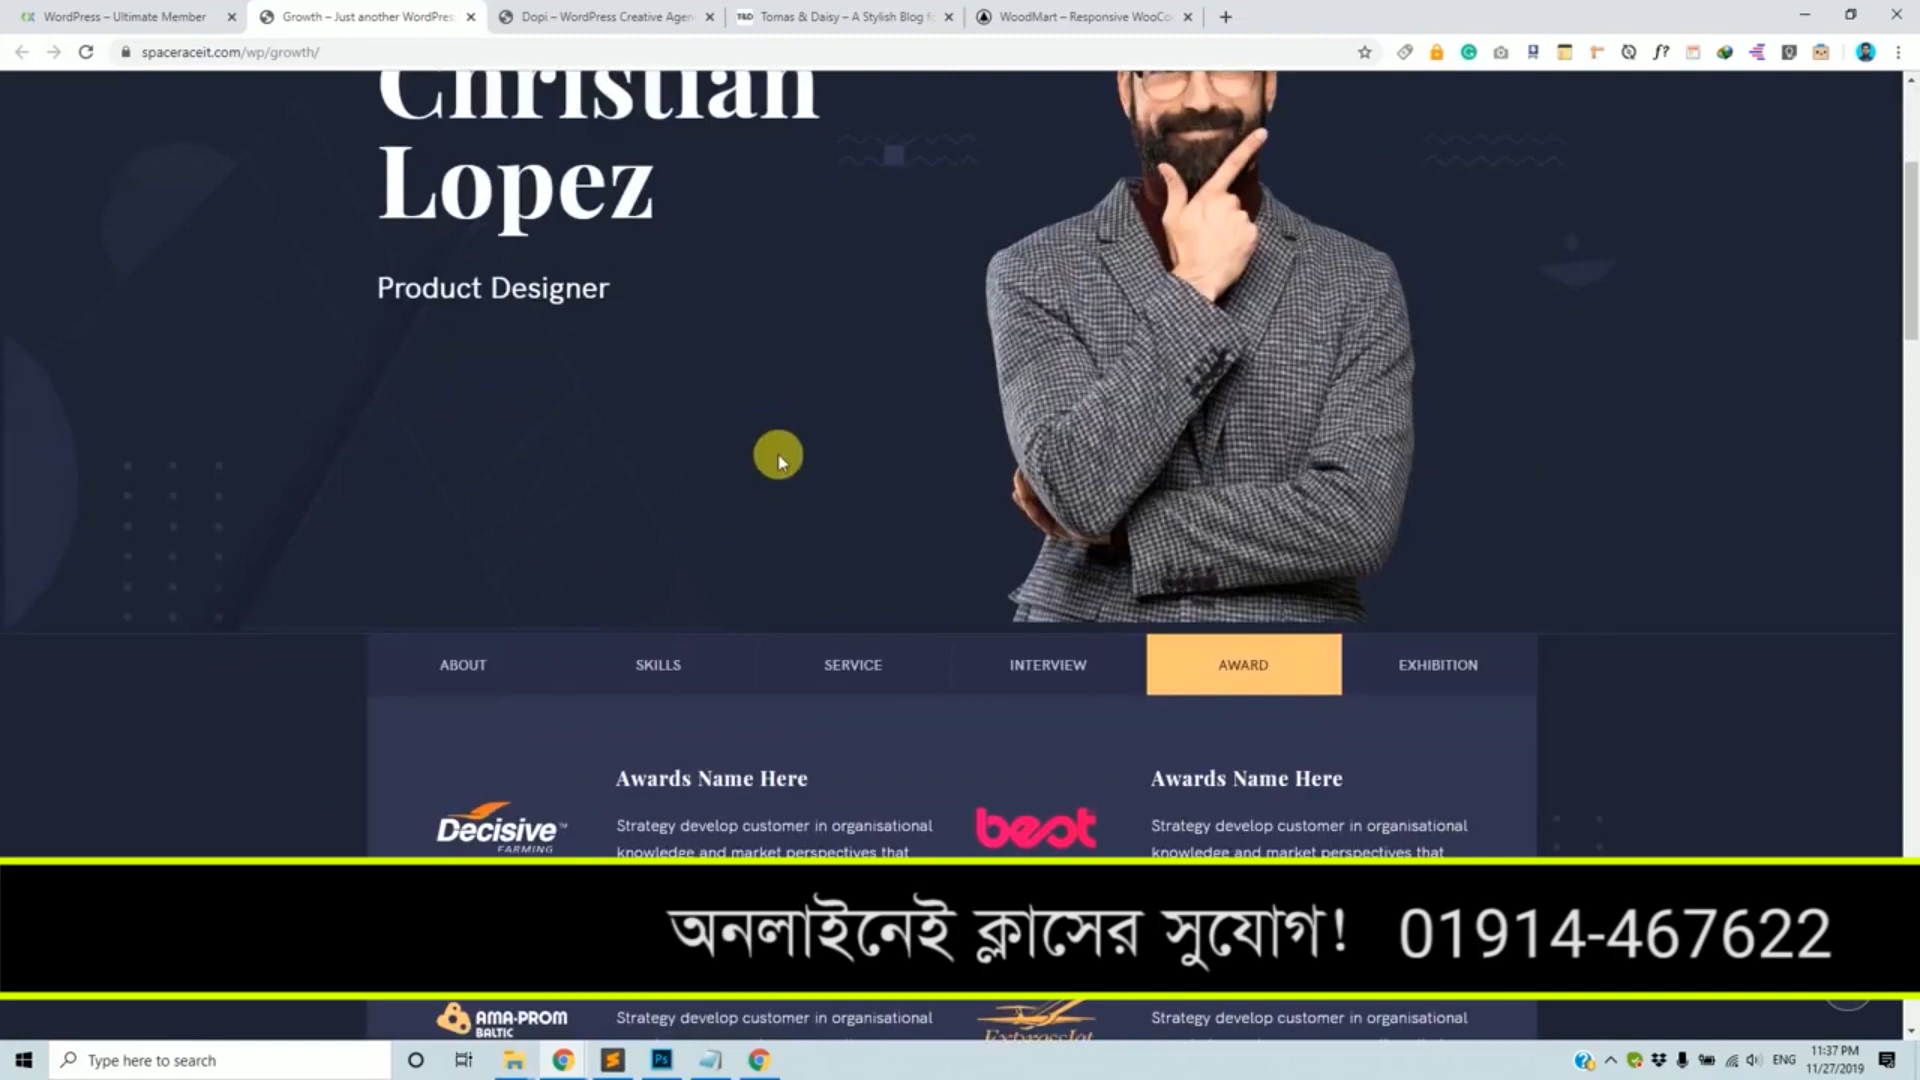 WordPress – Ultimate Member
Growth – Just another WordPres
Dopi – WordPress Creative Agen
T&D Tomas & Daisy – A Stylish Blog f
WoodMart – Responsive WooCo
spaceraceit.com/wp/growth/
Christian
Lopez
Product Designer
ABOUT
SKILLS
SERVICE
INTERVIEW
AWARD
EXHIBITION
Awards Name Here
Awards Name Here
Decisive™
FARMING
best
Strategy develop customer in organisational
knowledge and market perspectives that
Strategy develop customer in organisational
knowledge and market perspectives that
অনলাইনেই ক্লাসের সুযোগ! 01914-467622
AMA-PROM
BALTIC
Strategy develop customer in organisational
ExpressJet
Strategy develop customer in organisational
Type here to search
Ps
ENG
11:37 PM
11/27/2019